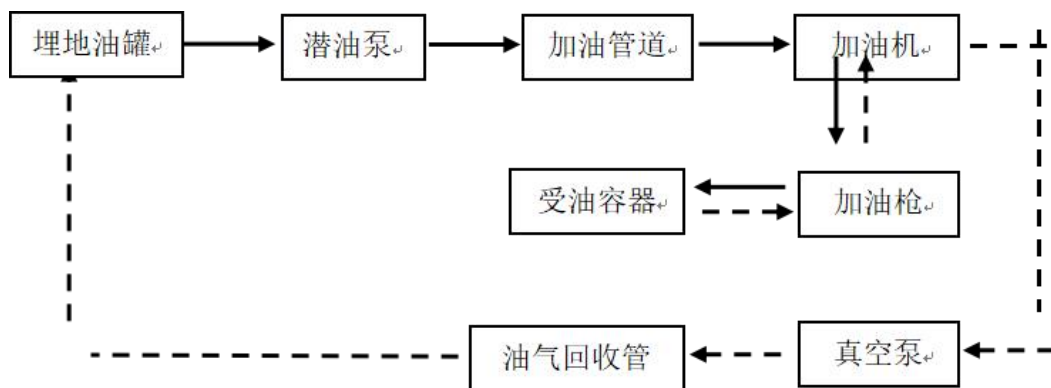 埋地油罐
潜油泵
加油管道
加油机
受油容器
加油枪
油气回收管
真空泵